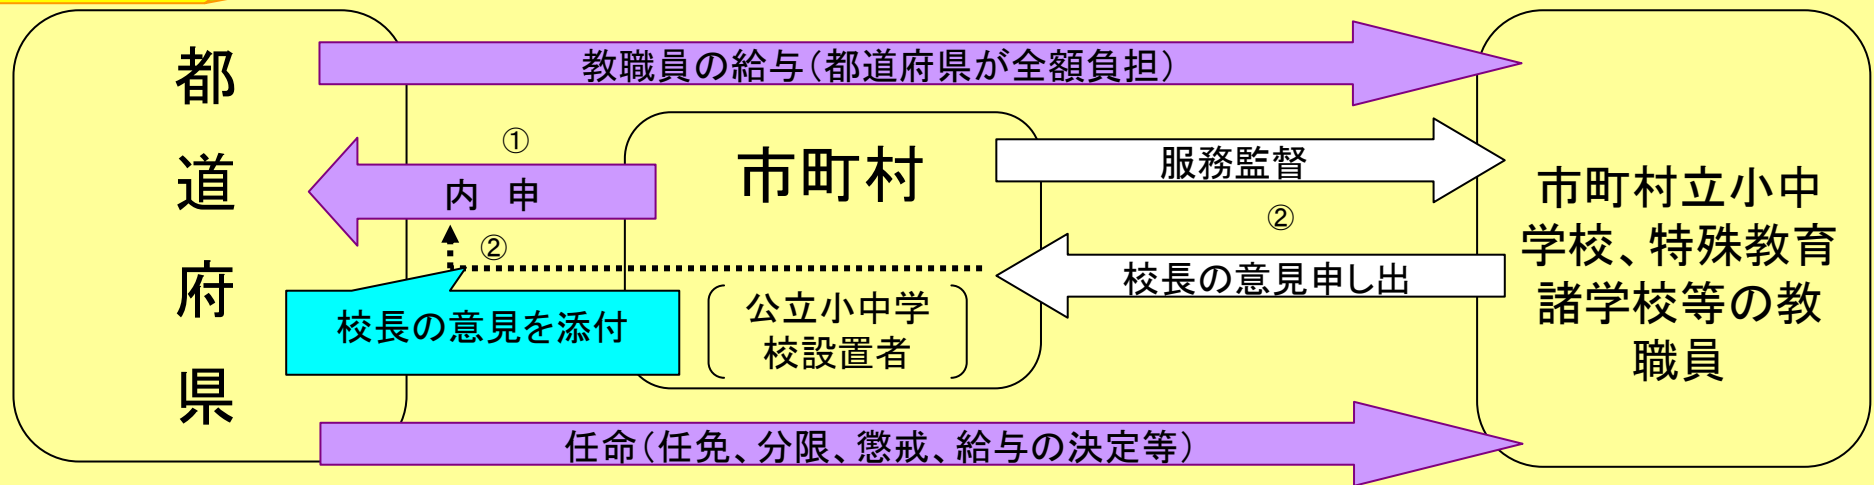 都
道
府
県
教職員の給与(都道府県が全額負担)
①
内 申
②
校長の意見を添付
市町村
公立小中学
校設置者
服務監督
②
校長の意見申し出
任命(任免、分限、懲戒、給与の決定等)
市町村立小中
学校、特殊教育
諸学校等の教
職員